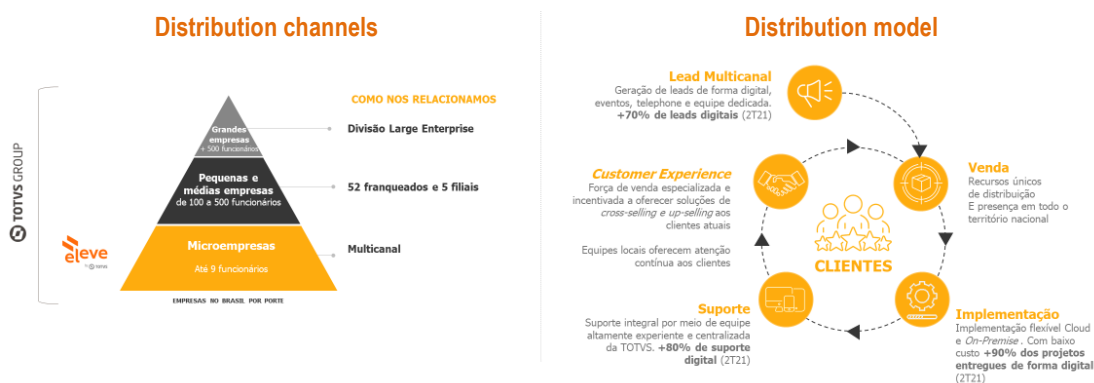 Distribution channels
TOTVS GROUP
eleve
by TOTVS
COMO NOS RELACIONAMOS
Grandes
empresas
+ 500 funcionários
Divisão Large Enterprise
Pequenas e
médias empresas
de 100 a 500 funcionários
52 franqueados e 5 filiais
Microempresas
Até 9 funcionários
Multicanal
EMPRESAS NO BRASIL POR PORTE
Distribution model
Lead Multicanal
Geração de leads de forma digital,
eventos, telephone e equipe dedicada.
+70% de leads digitais (2T21)
Venda
Recursos únicos
de distribuição
E presença em todo o
território nacional
Implementação
Implementação flexível Cloud
e On-Premise . Com baixo
custo +90% dos projetos
entregues de forma digital
(2T21)
Suporte
Suporte integral por meio de equipe
altamente experiente e centralizada
da TOTVS. +80% de suporte
digital (2T21)
Customer Experience
Força de venda especializada e
incentivada a oferecer soluções de
cross-selling e up-selling aos
clientes atuais
Equipes locais oferecem atenção
contínua aos clientes
CLIENTES